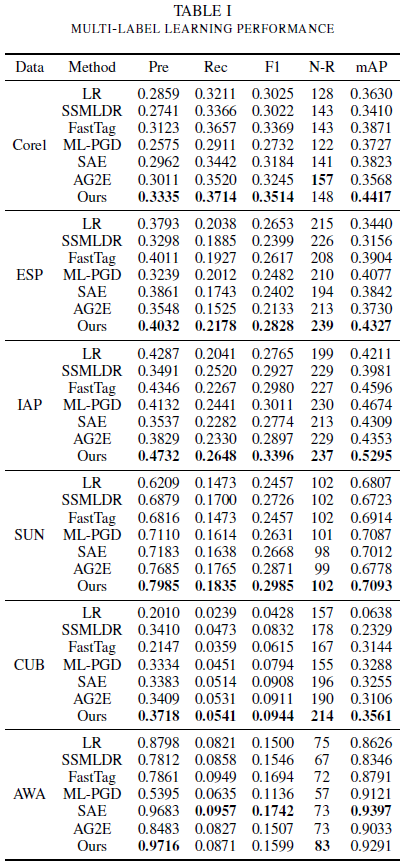 TABLE I
MULTI-LABEL LEARNING PERFORMANCE
Data Method Pre Rec F1 N-R mAP
LR 0.2859 0.3211 0.3025 128 0.3630
SSMLDR 0.2741 0.3366 0.3022 143 0.3410
FastTag 0.3123 0.3657 0.3369 143 0.3871
Corel ML-PGD 0.2575 0.2911 0.2732 122 0.3727
SAE 0.2962 0.3442 0.3184 141 0.3823
AG2E 0.3011 0.3520 0.3245 157 0.3568
Ours 0.3335 0.3714 0.3514 148 0.4417
LR 0.3793 0.2038 0.2653 215 0.3440
SSMLDR 0.3298 0.1885 0.2399 226 0.3156
FastTag 0.4011 0.1927 0.2617 208 0.3904
ESP ML-PGD 0.3239 0.2012 0.2482 210 0.4077
SAE 0.3861 0.1743 0.2402 194 0.3842
AG2E 0.3548 0.1525 0.2133 213 0.3730
Ours 0.4032 0.2178 0.2828 239 0.4327
LR 0.4287 0.2041 0.2765 199 0.4211
SSMLDR 0.3491 0.2520 0.2927 229 0.3981
FastTag 0.4346 0.2267 0.2980 227 0.4596
IAP ML-PGD 0.4132 0.2441 0.3011 230 0.4674
SAE 0.3537 0.2282 0.2774 213 0.4309
AG2E 0.3829 0.2330 0.2897 229 0.4353
Ours 0.4732 0.2648 0.3396 237 0.5295
LR 0.6209 0.1473 0.2457 102 0.6807
SSMLDR 0.6879 0.1700 0.2726 102 0.6723
FastTag 0.6816 0.1473 0.2457 102 0.6914
SUN ML-PGD 0.7110 0.1614 0.2631 101 0.7087
SAE 0.7183 0.1638 0.2668 98 0.7012
AG2E 0.7685 0.1765 0.2871 99 0.6778
Ours 0.7985 0.1835 0.2985 102 0.7093
LR 0.2010 0.0239 0.0428 157 0.0638
SSMLDR 0.3410 0.0473 0.0832 178 0.2329
FastTag 0.2147 0.0359 0.0615 167 0.3144
CUB ML-PGD 0.3334 0.0451 0.0794 155 0.3288
SAE 0.3383 0.0514 0.0908 196 0.3255
AG2E 0.3409 0.0531 0.0911 190 0.3106
Ours 0.3718 0.0541 0.0944 214 0.3561
LR 0.8798 0.0821 0.1500 75 0.8626
SSMLDR 0.7812 0.0858 0.1546 67 0.8346
FastTag 0.7861 0.0949 0.1694 72 0.8791
AWA ML-PGD 0.5395 0.0635 0.1136 57 0.9121
SAE 0.9683 0.0957 0.1742 73 0.9397
AG2E 0.8483 0.0827 0.1507 73 0.9033
Ours 0.9716 0.0871 0.1599 83 0.9291